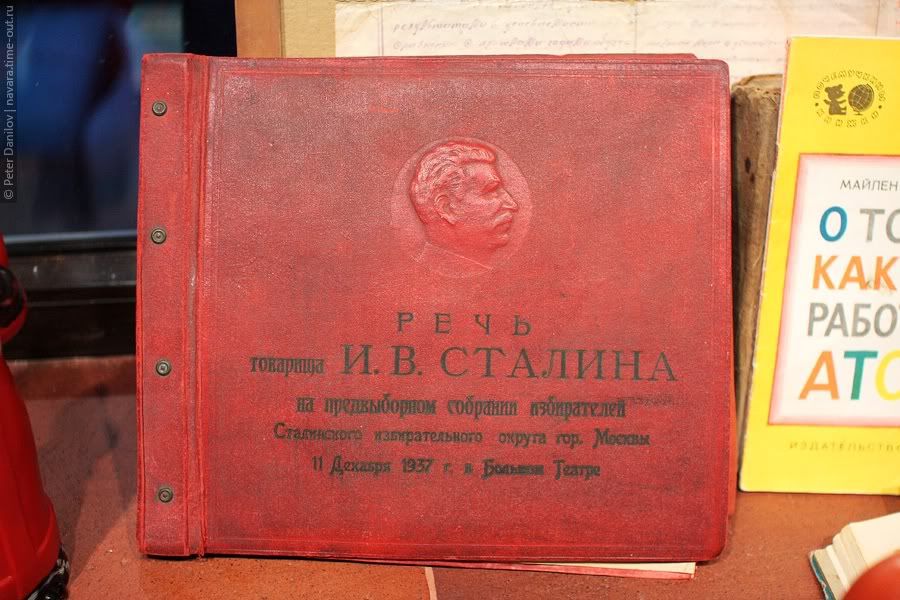 РЕЧЬ
товарища И. В. СТАЛИНА
на предвыборном собрании избирателей
Сталинского избирательного округа гор. Москвы
11 Декабря 1937 г. в Большом Театре
МАЙЛЕН
О ТО
КАК
РАБОТ
АТО
ИЗДАТЕЛЬСТВО
© Peter Danilov | navara.time-out.ru